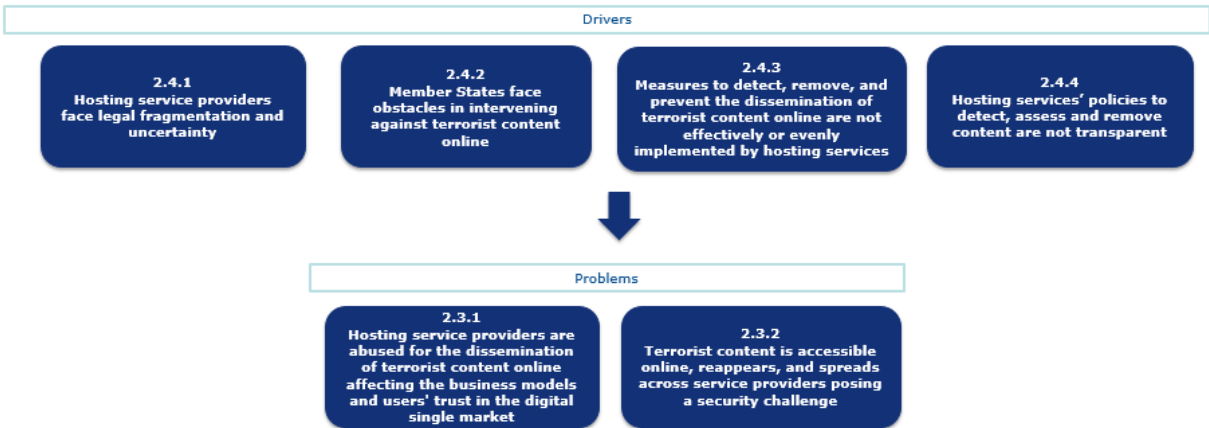 Drivers
2.4.1
Hosting service providers
face legal fragmentation and
uncertainty
2.4.2
Member States face
obstacles in intervening
against terrorist content
online
2.4.3
Measures to detect, remove, and
prevent the dissemination of
terrorist content online are not
effectively or evenly
implemented by hosting services
2.4.4
Hosting services’ policies to
detect, assess and remove
content are not transparent
Problems
2.3.1
Hosting service providers are
abused for the dissemination
of terrorist content online
affecting the business models
and users' trust in the digital
single market
2.3.2
Terrorist content is accessible
online, reappears, and spreads
across service providers posing
a security challenge